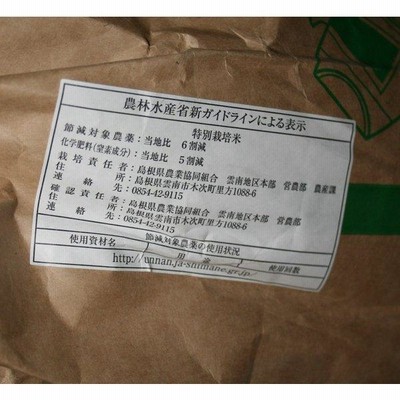 農林水産省新ガイドラインによる表示
特別栽培米
節減対象農薬：当地比 6割減
化学肥料(窒素成分)：当地比 5割減
栽培責任者：島根県農業協同組合 雲南地区本部 営農部 農産課
住所：島根県雲南市木次町里方1088-6
連絡先：0854-42-9115
確認責任者：島根県農業協同組合 雲南地区本部 営農部
住所：島根県雲南市木次町里方1088-6
連絡先：0854-42-9115
節減対象農薬の使用状況
使用資材名 用途 使用回数
http://unnan.ja-shimane.gr.jp